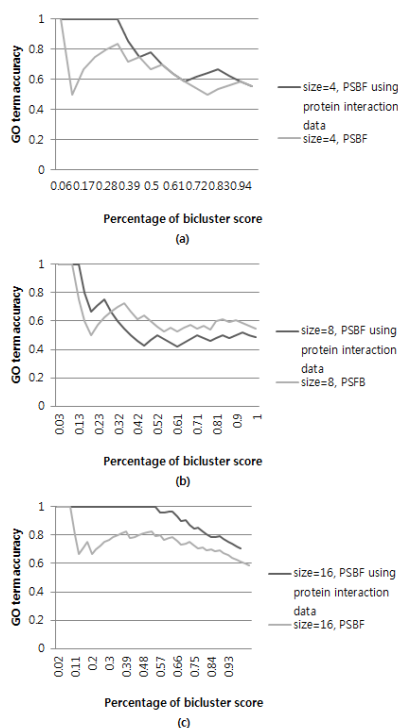 GO term accuracy
1
0.8
0.6
0.4
0.2
0
0.06 0.17 0.28 0.39 0.5 0.61 0.72 0.83 0.94
Percentage of bicluster score
size=4, PSBF using
protein interaction
data
size=4, PSBF
(a)
GO term accuracy
1
0.8
0.6
0.4
0.2
0
0.03 0.13 0.23 0.32 0.42 0.52 0.61 0.71 0.81 0.9 1
Percentage of bicluster score
size=8, PSBF using
protein interaction
data
size=8, PSFB
(b)
GO term accuracy
1
0.8
0.6
0.4
0.2
0
0.02 0.11 0.2 0.3 0.39 0.48 0.57 0.66 0.75 0.84 0.93
Percentage of bicluster score
size=16, PSBF using
protein interaction
data
size=16, PSBF
(c)